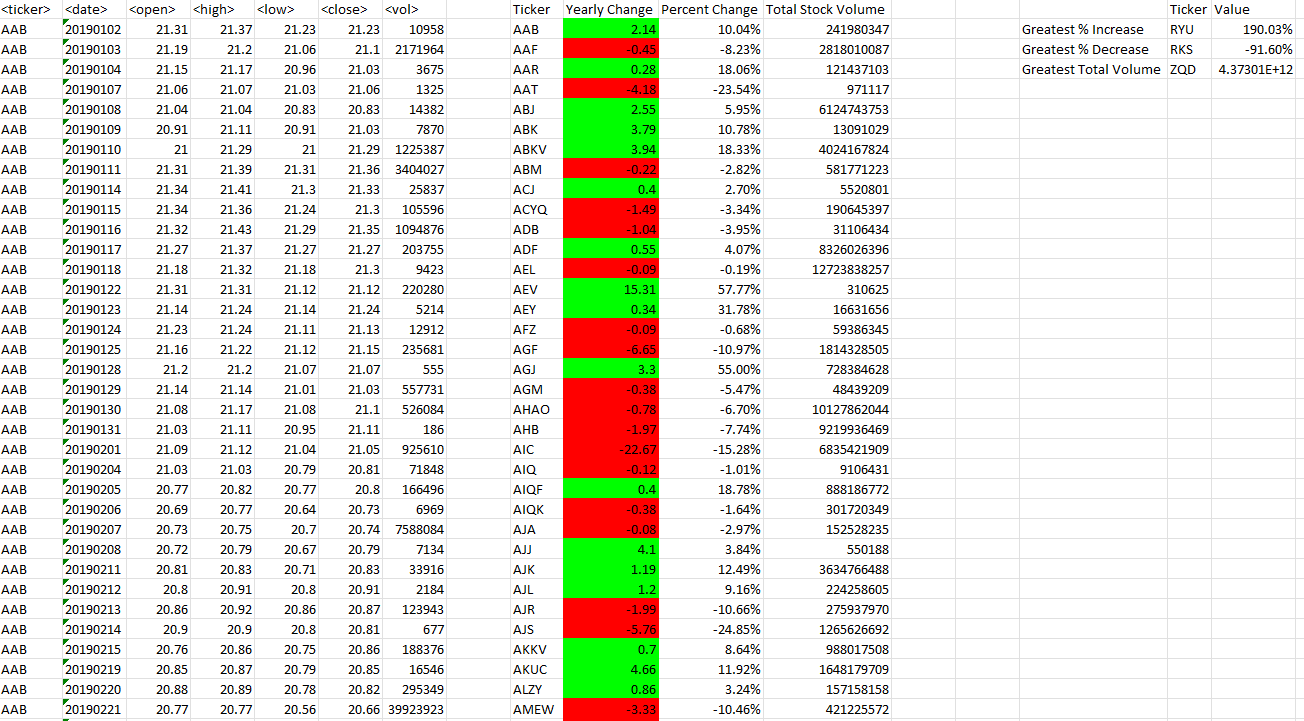 <ticker> <date> <open> <high> <low> <close> <vol> Ticker Yearly Change Percent Change Total Stock Volume Ticker Value
AAB 20190102 21.31 21.37 21.23 21.23 10958 AAB 2.14 10.04% 241980347 Greatest % Increase RYU 190.03%
AAB 20190103 21.19 21.2 21.06 21.1 2171964 AAF -0.45 -8.23% 2818010087 Greatest % Decrease RKS -91.60%
AAB 20190104 21.15 21.17 20.96 21.03 3675 AAR 0.28 18.06% 121437103 Greatest Total Volume ZQD 4.37301E+12
AAB 20190107 21.06 21.07 21.03 21.06 1325 AAT -4.18 -23.54% 971117
AAB 20190108 21.04 21.04 20.83 20.83 14382 ABJ 2.55 5.95% 6124743753
AAB 20190109 20.91 21.11 20.91 21.03 7870 ABK 3.79 10.78% 13091029
AAB 20190110 21 21.29 21 21.29 1225387 ABKV 3.94 18.33% 4024167824
AAB 20190111 21.31 21.39 21.31 21.36 3404027 ABM -0.22 -2.82% 581771223
AAB 20190114 21.34 21.41 21.3 21.33 25837 ACJ 0.4 2.70% 5520801
AAB 20190115 21.34 21.36 21.24 21.3 105596 ACYQ -1.49 -3.34% 190645397
AAB 20190116 21.32 21.43 21.29 21.35 1094876 ADB -1.04 -3.95% 31106434
AAB 20190117 21.27 21.37 21.27 21.27 203755 ADF 0.55 4.07% 8326026396
AAB 20190118 21.18 21.32 21.18 21.3 9423 AEL -0.09 -0.19% 12723838257
AAB 20190122 21.31 21.31 21.12 21.12 220280 AEV 15.31 57.77% 310625
AAB 20190123 21.14 21.24 21.14 21.24 5214 AEY 0.34 31.78% 16631656
AAB 20190124 21.23 21.24 21.11 21.13 12912 AFZ -0.09 -0.68% 59386345
AAB 20190125 21.16 21.22 21.12 21.15 235681 AGF -6.65 -10.97% 1814328505
AAB 20190128 21.2 21.2 21.07 21.07 555 AGJ 3.3 55.00% 728384628
AAB 20190129 21.14 21.14 21.01 21.03 557731 AGM -0.38 -5.47% 48439209
AAB 20190130 21.08 21.17 21.08 21.1 526084 AHAO -0.78 -6.70% 10127862044
AAB 20190131 21.03 21.11 20.95 21.11 186 AHB -1.97 -7.74% 9219936469
AAB 20190201 21.09 21.12 21.04 21.05 925610 AIC -22.67 -15.28% 6835421909
AAB 20190204 21.03 21.03 20.79 20.81 71848 AIQ -0.12 -1.01% 9106431
AAB 20190205 20.77 20.82 20.77 20.8 166496 AIQF 0.4 18.78% 888186772
AAB 20190206 20.69 20.77 20.64 20.73 6969 AIQK -0.38 -1.64% 301720349
AAB 20190207 20.73 20.75 20.7 20.74 7588084 AJA -0.08 -2.97% 152528235
AAB 20190208 20.72 20.79 20.67 20.79 7134 AJJ 4.1 3.84% 550188
AAB 20190211 20.81 20.83 20.71 20.83 33916 AJK 1.19 12.49% 3634766488
AAB 20190212 20.8 20.91 20.8 20.91 2184 AJL 1.2 9.16% 224258605
AAB 20190213 20.86 20.92 20.86 20.87 123943 AJR -1.99 -10.66% 275937970
AAB 20190214 20.9 20.9 20.8 20.81 677 AJS -5.76 -24.85% 1265626692
AAB 20190215 20.76 20.86 20.75 20.86 188376 AKKV 0.7 8.64% 988017508
AAB 20190219 20.85 20.87 20.79 20.85 16546 AKUC 4.66 11.92% 1648179709
AAB 20190220 20.88 20.89 20.78 20.82 295349 ALZY 0.86 3.24% 157158158
AAB 20190221 20.77 20.77 20.56 20.66 39923923 AMEW -3.33 -10.46% 421225572